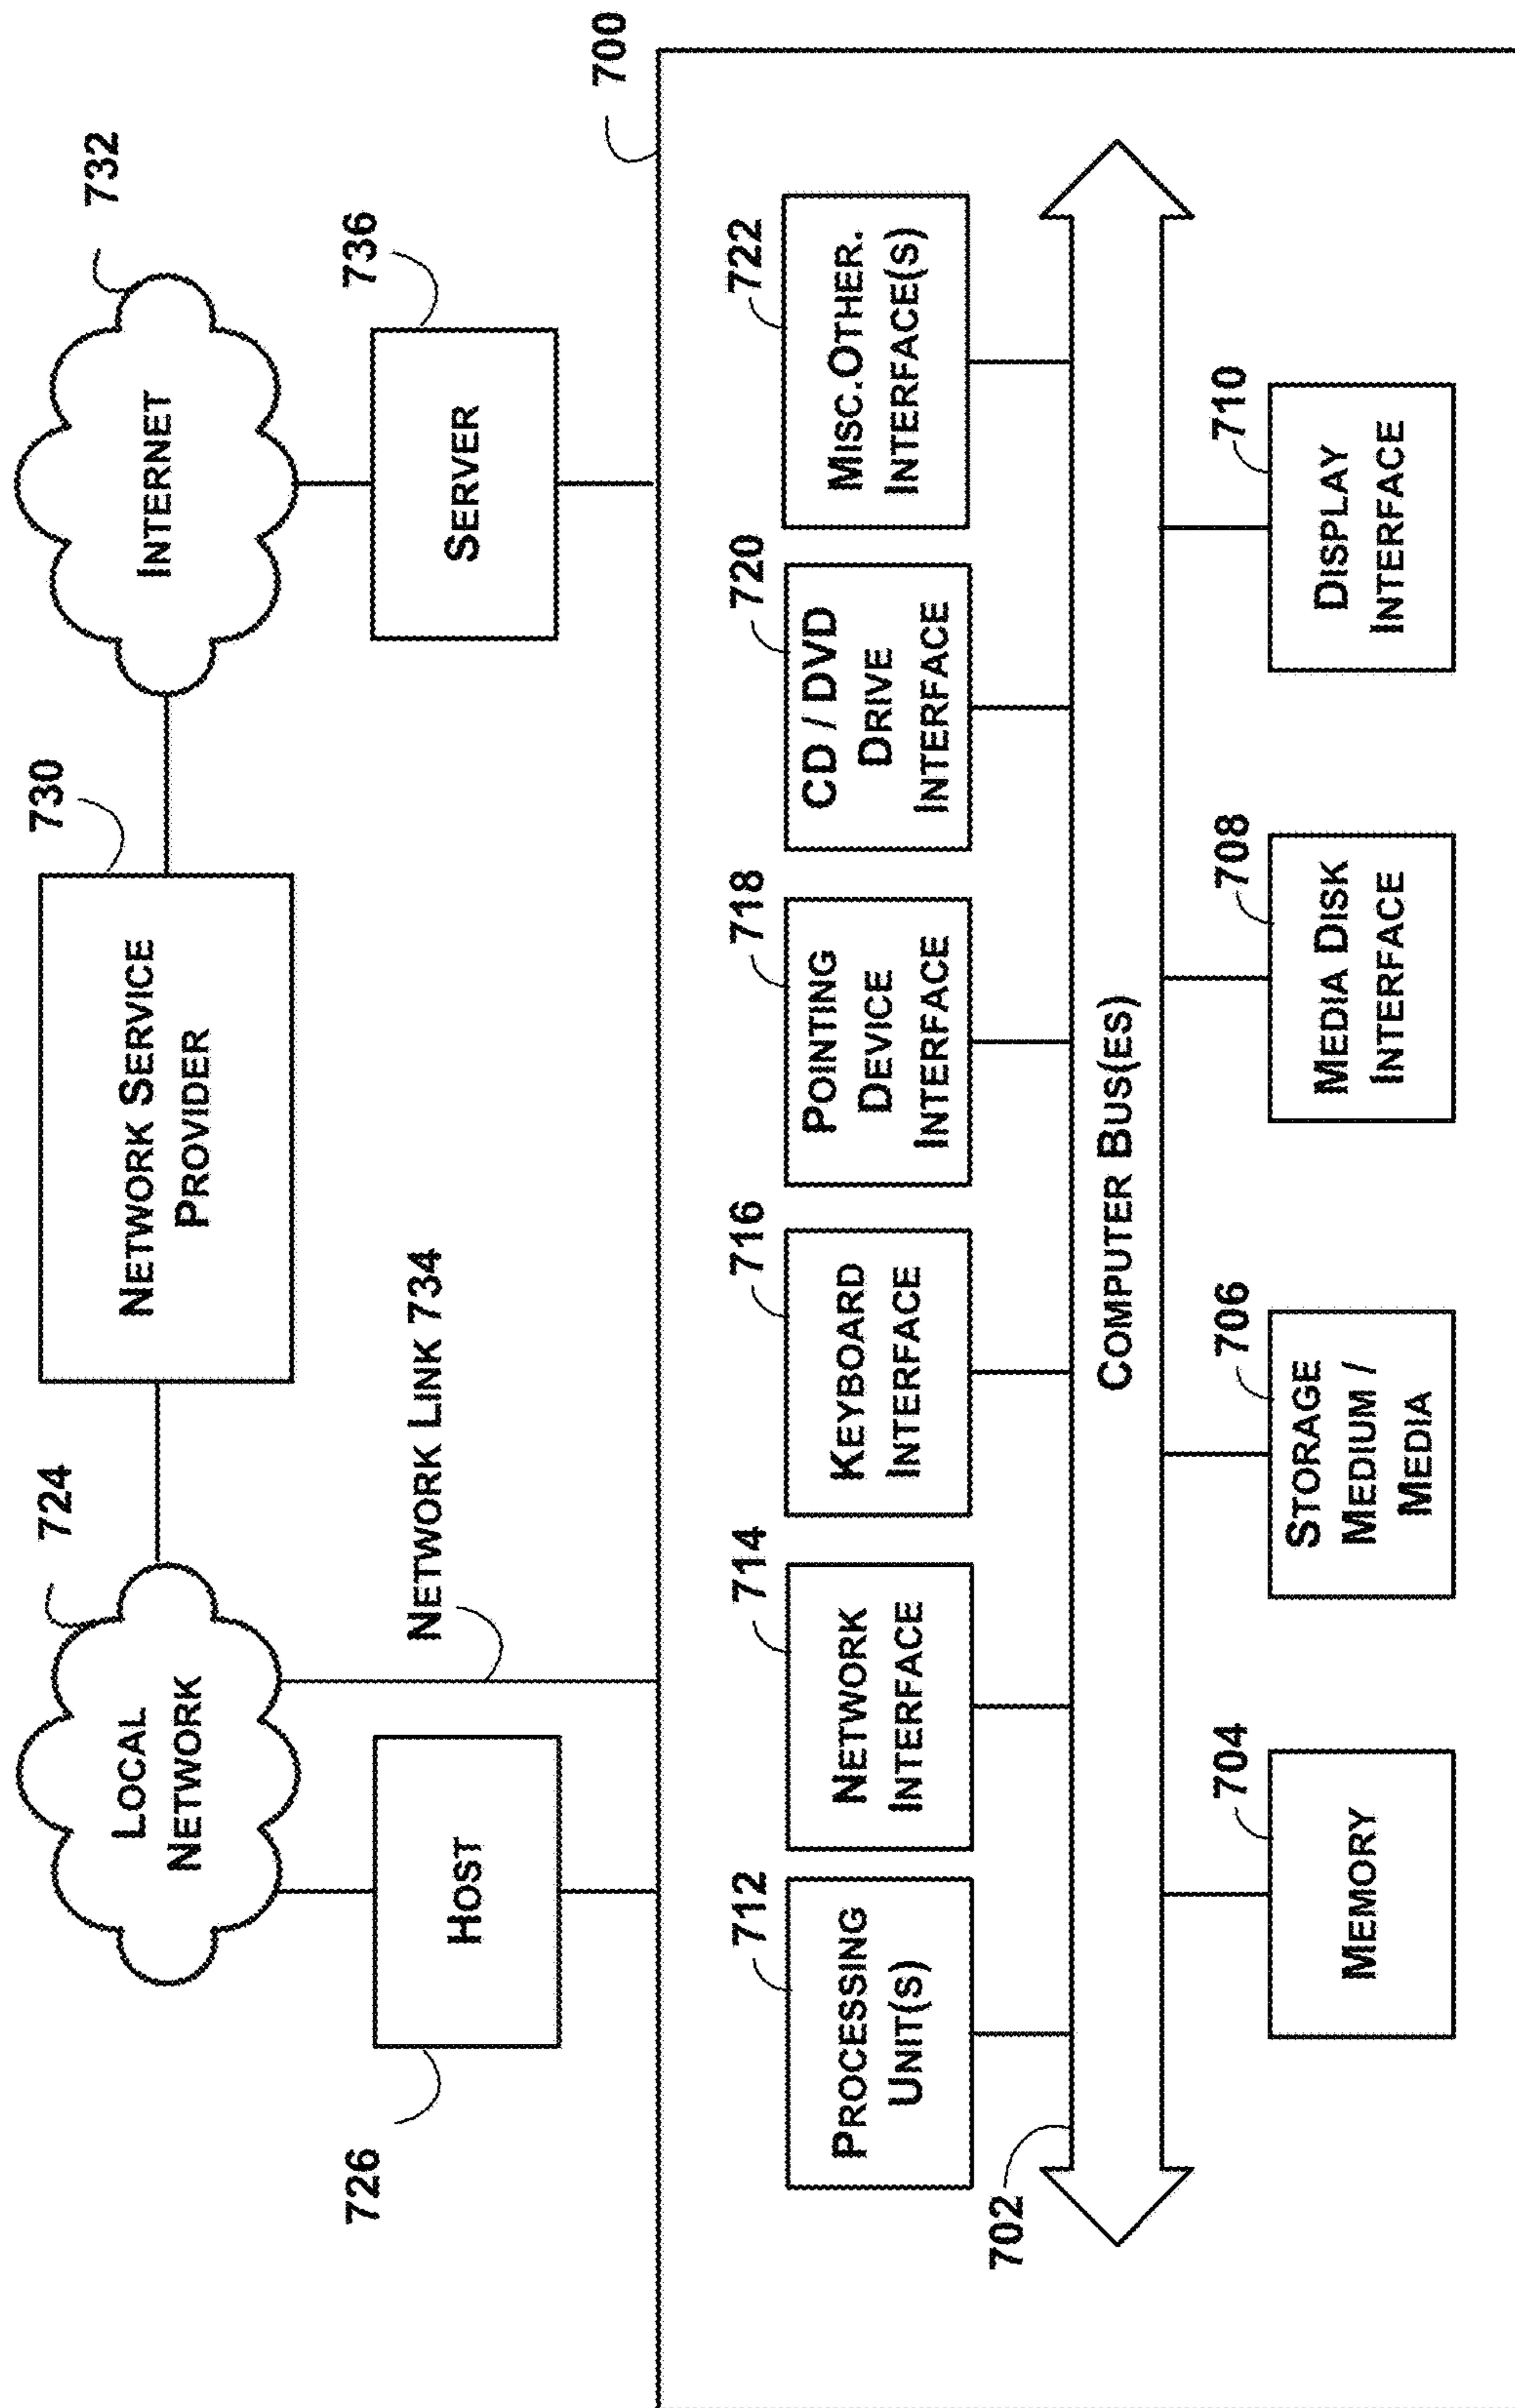 724
LOCAL
NETWORK
730
NETWORK SERVICE
PROVIDER
732
INTERNET
726
HOST
NETWORK LINK 734
736
SERVER
700
712
PROCESSING
UNIT(S)
714
NETWORK
INTERFACE
716
KEYBOARD
INTERFACE
718
POINTING
DEVICE
INTERFACE
720
CD / DVD
DRIVE
INTERFACE
722
MISC.OTHER.
INTERFACE(S)
702
COMPUTER BUS(ES)
704
MEMORY
706
STORAGE
MEDIUM /
MEDIA
708
MEDIA DISK
INTERFACE
710
DISPLAY
INTERFACE